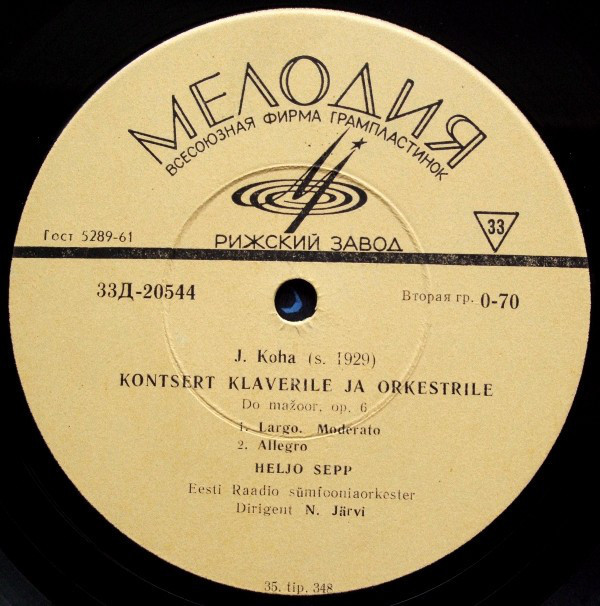 МЕЛОДИЯ
ВСЕСОЮЗНАЯ ФИРМА ГРАМПЛАСТИНОК
РИЖСКИЙ ЗАВОД
Гост 5289-61
33
33Д-20544
Вторая гр. 0-70
J. Koha (s. 1929)
KONTSERT KLAVERILE JA ORKESTRILE
Do mažoor, op. 6
1. Largo. Moderato
2. Allegro
HELJO SEPP
Eesti Raadio sümfooniaorkester
Dirigent N. Järvi
35. tip. 348